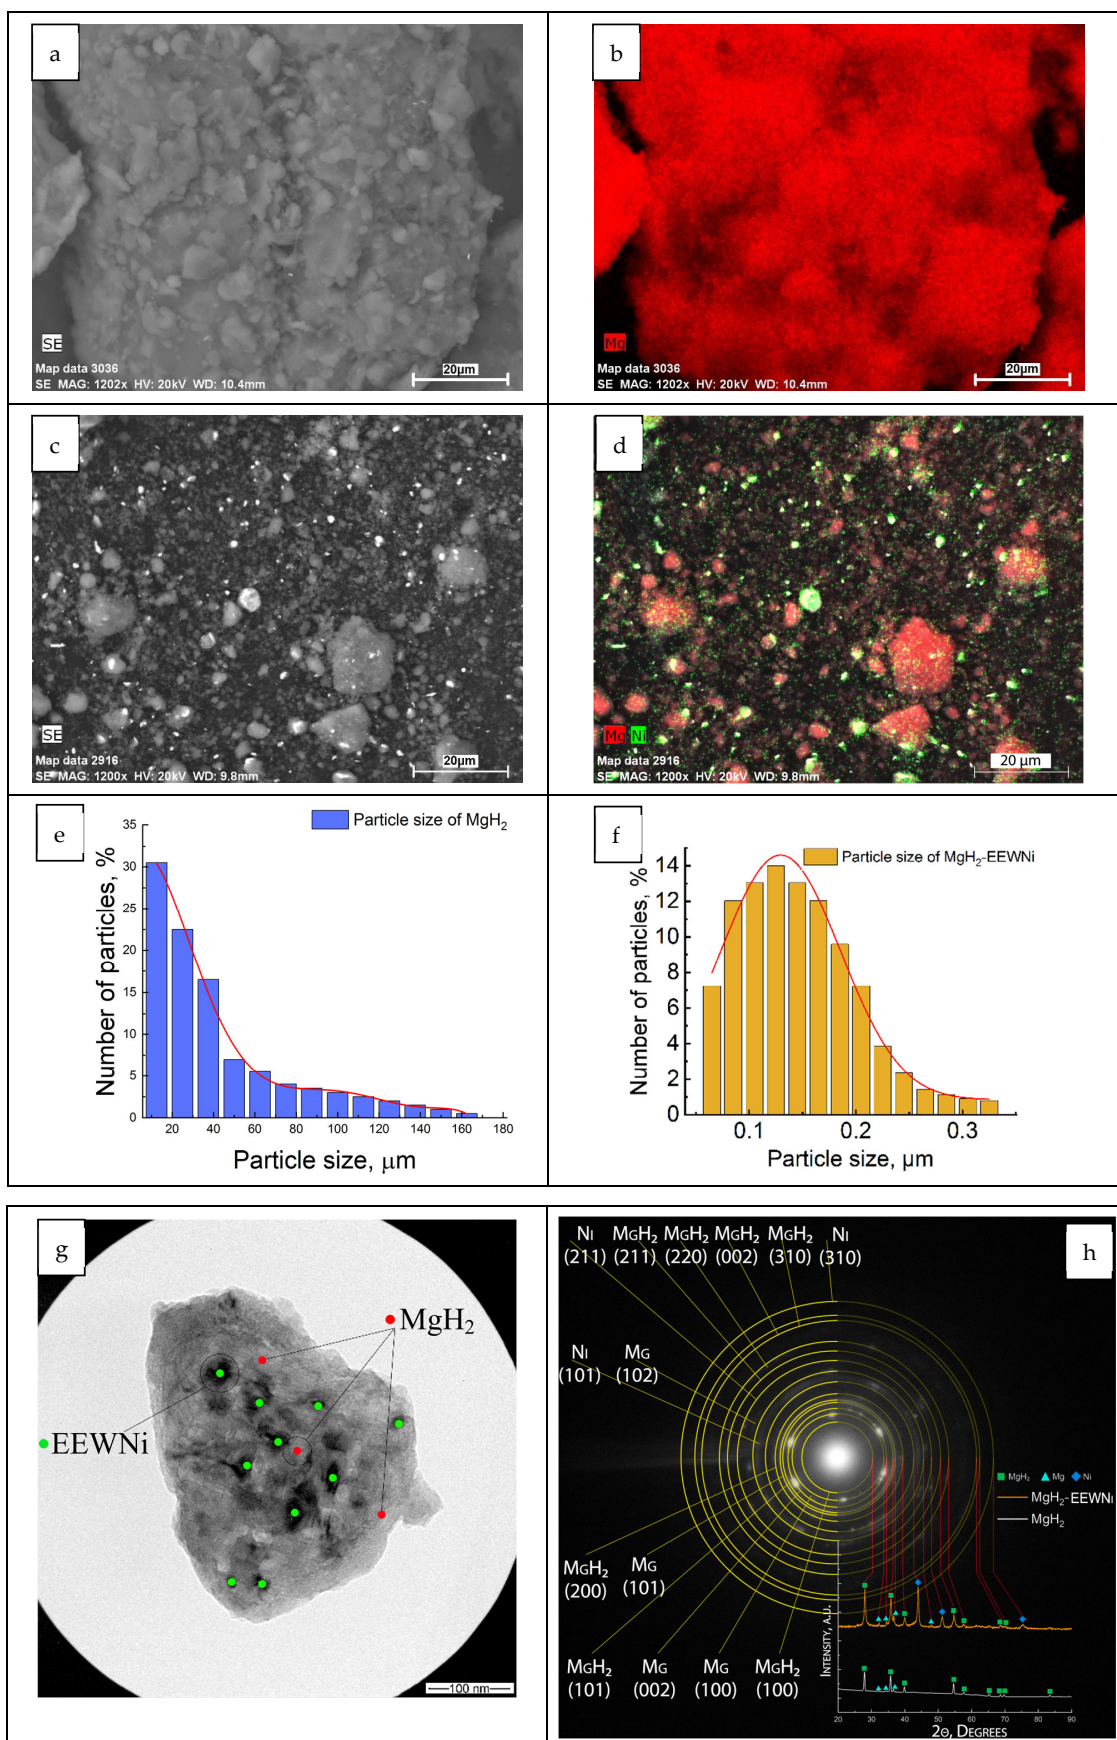 a
SE
Map data 3036
SE MAG: 1202x HV: 20kV WD: 10.4mm
20µm
b
Mg
Map data 3036
SE MAG: 1202x HV: 20kV WD: 10.4mm
20µm
c
SE
Map data 2916
SE MAG: 1200x HV: 20kV WD: 9.8mm
20µm
d
Mg Ni
Map data 2916
SE MAG: 1200x HV: 20kV WD: 9.8mm
20 µm
e
Particle size of MgH₂
Number of particles, %
35
30
25
20
15
10
5
0
20 40 60 80 100 120 140 160 180
Particle size, µm
f
Particle size of MgH₂-EEWNi
Number of particles, %
14
12
10
8
6
4
2
0
0.1 0.2 0.3
Particle size, µm
g
MgH₂
EEWNi
100 nm
h
Ni MgH₂ MgH₂ MgH₂ MgH₂ Ni
(211) (211) (220) (002) (310) (310)
Ni Mg
(101) (102)
MgH₂ Mg Ni
MgH₂-EEWNi
MgH₂
MgH₂ Mg
(200) (101)
MgH₂ Mg Mg MgH₂
(101) (002) (100) (100)
Intensity, a.u.
20 30 40 50 60 70 80 90
2Θ, Degrees